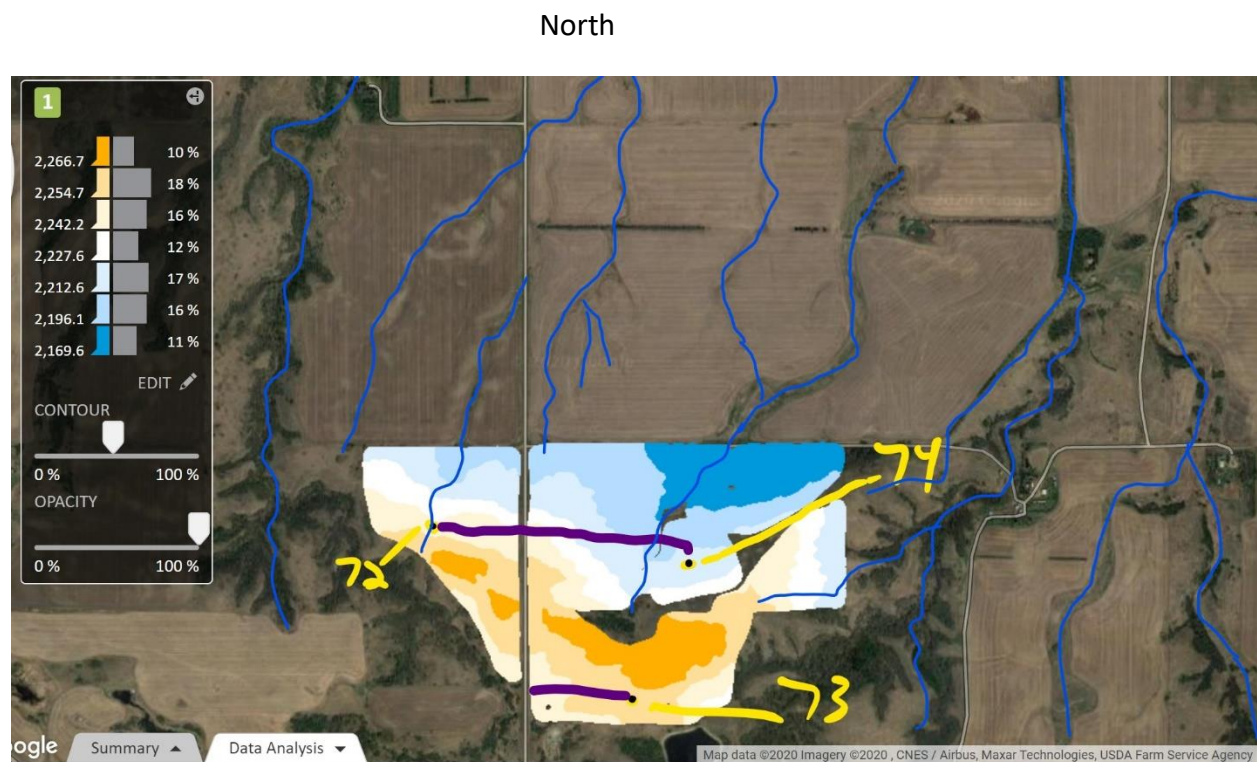 North
1
2,266.7 10 %
2,254.7 18 %
2,242.2 16 %
2,227.6 12 %
2,212.6 17 %
2,196.1 16 %
2,169.6 11 %
EDIT
CONTOUR
0 % 100 %
OPACITY
0 % 100 %
72
74
73
ogle
Summary
Data Analysis
Map data ©2020 Imagery ©2020 , CNES / Airbus, Maxar Technologies, USDA Farm Service Agency